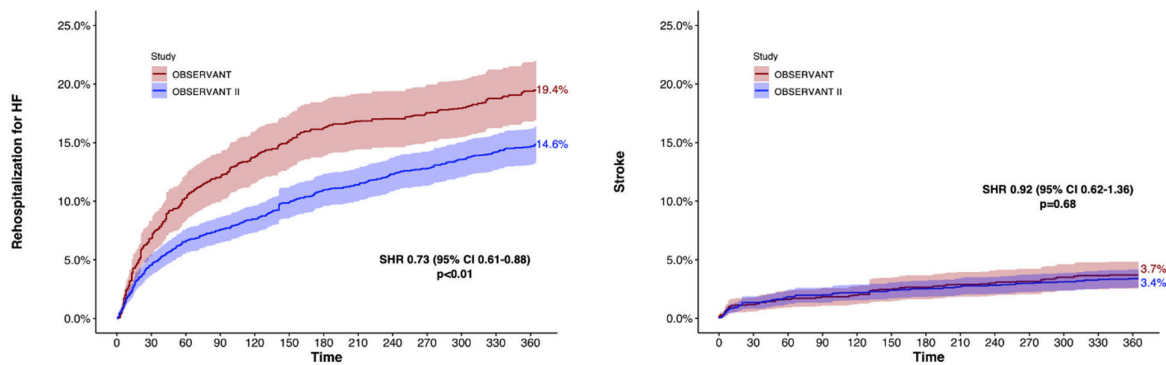 Rehospitalization for HF
25.0%
20.0%
15.0%
10.0%
5.0%
0.0%
Study
OBSERVANT
OBSERVANT II
19.4%
14.6%
SHR 0.73 (95% CI 0.61-0.88)
p<0.01
0 30 60 90 120 150 180 210 240 270 300 330 360
Time
Stroke
25.0%
20.0%
15.0%
10.0%
5.0%
0.0%
Study
OBSERVANT
OBSERVANT II
SHR 0.92 (95% CI 0.62-1.36)
p=0.68
3.7%
3.4%
0 30 60 90 120 150 180 210 240 270 300 330 360
Time